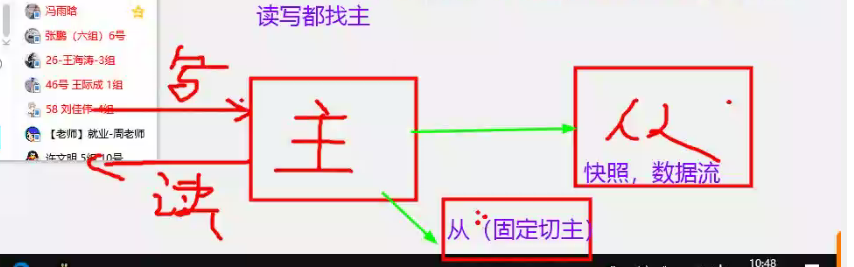 冯雨晗
张鹏（六组）6号
26-王海涛-3组
46号 王际成 1组
58 刘佳伟-4组
【老师】就业-周老师
许文明 5组 10号
读写都找主
写
读
主
从
快照，数据流
从（固定切主）
10:48